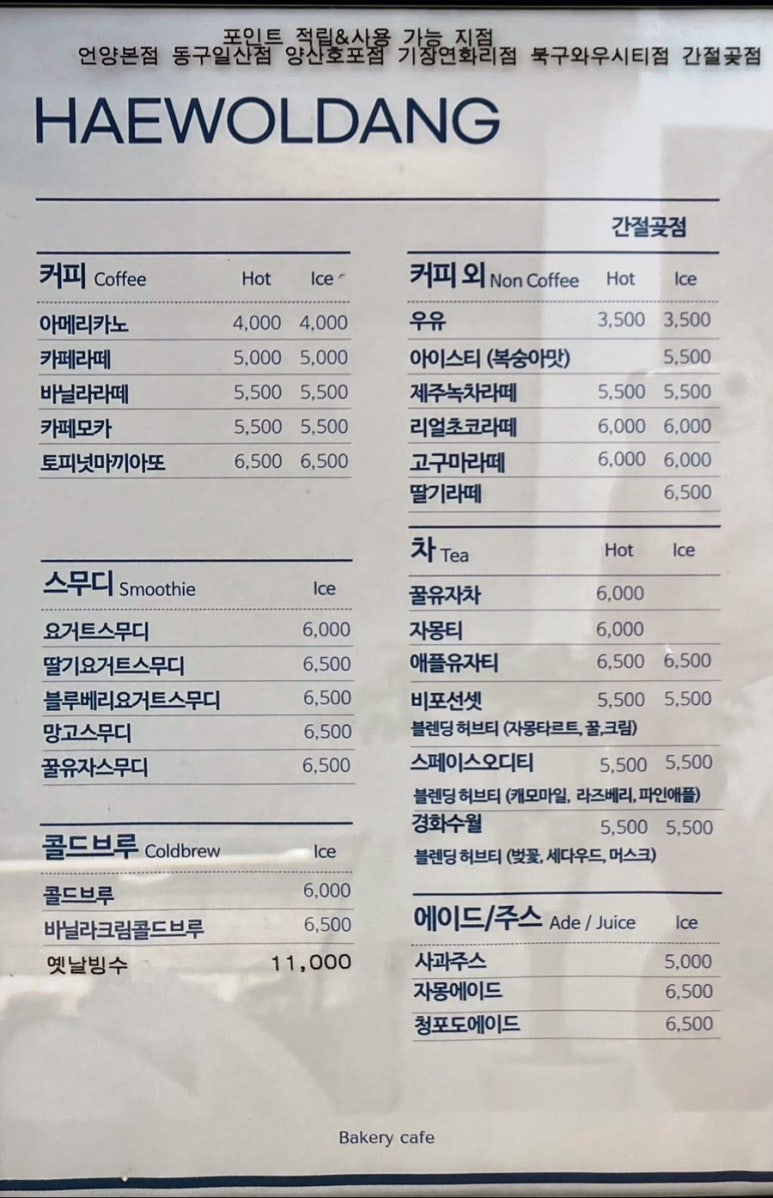 포인트 적립&사용 가능 지점
언양본점 동구일산점 양산호포점 기장연화리점 북구와우시티점 간절곶점
HAEWOLDANG
간절곶점
커피 Coffee Hot Ice
아메리카노 4,000 4,000
카페라떼 5,000 5,000
바닐라라떼 5,500 5,500
카페모카 5,500 5,500
토피넛마끼아또 6,500 6,500
스무디 Smoothie Ice
요거트스무디 6,000
딸기요거트스무디 6,500
블루베리요거트스무디 6,500
망고스무디 6,500
꿀유자스무디 6,500
콜드브루 Coldbrew Ice
콜드브루 6,000
바닐라크림콜드브루 6,500
옛날빙수 11,000
커피 외 Non Coffee Hot Ice
우유 3,500 3,500
아이스티 (복숭아맛) 5,500
제주녹차라떼 5,500 5,500
리얼초코라떼 6,000 6,000
고구마라떼 6,000 6,000
딸기라떼 6,500
차 Tea Hot Ice
꿀유자차 6,000
자몽티 6,000
애플유자티 6,500 6,500
비포선셋 5,500 5,500
블렌딩 허브티 (자몽타르트, 꿀,크림)
스페이스오디티 5,500 5,500
블렌딩 허브티 (캐모마일, 라즈베리, 파인애플)
경화수월 5,500 5,500
블렌딩 허브티 (벚꽃, 세다우드, 머스크)
에이드/주스 Ade / Juice Ice
사과주스 5,000
자몽에이드 6,500
청포도에이드 6,500
Bakery cafe